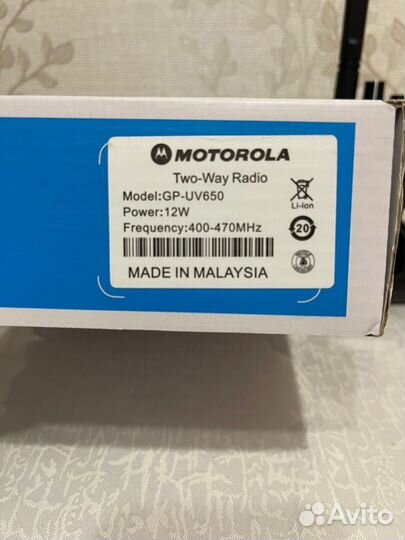 MOTOROLA
Two-Way Radio
Model:GP-UV650
Power:12W
Li-ion
Frequency:400-470MHz
20
MADE IN MALAYSIA
Avito